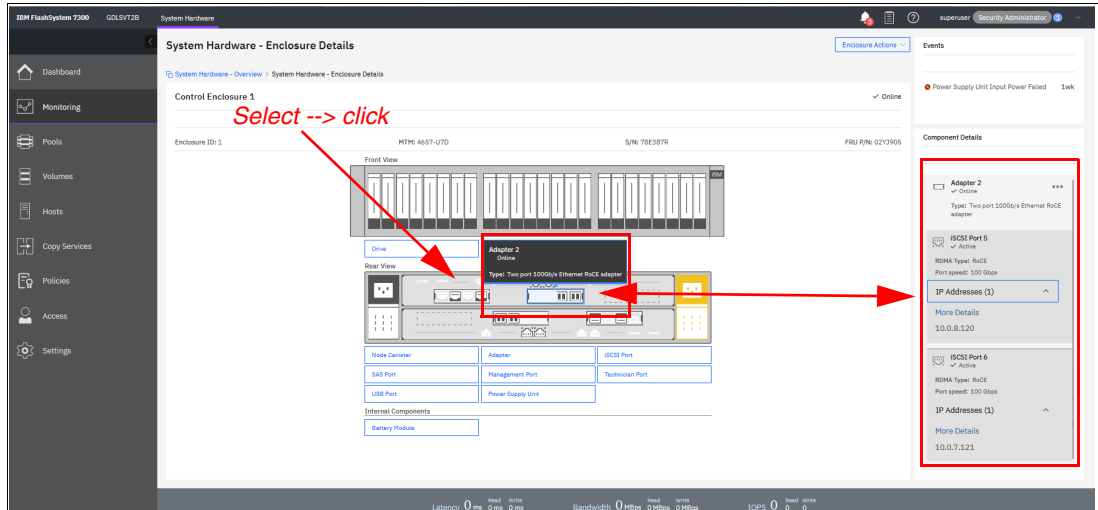 IBM FlashSystem 7300 GDLSVT2B System Hardware
3 superuser Security Administrator 1
System Hardware - Enclosure Details
Enclosure Actions
Events
Dashboard
System Hardware - Overview > System Hardware - Enclosure Details
Power Supply Unit Input Power Failed 1wk
Control Enclosure 1
Online
Monitoring
Select --> click
Pools
Enclosure ID: 1 MTM: 4657-U7D S/N: 78E387R FRU P/N: 02YJ905
Component Details
Front View
IBM
Volumes
Adapter 2
Online
Type: Two port 100Gb/s Ethernet RoCE
adapter
Hosts
Copy Services
Drive
Adapter 2
Online
Type: Two port 100Gb/s Ethernet RoCE adapter
iSCSI Port 5
Active
RDMA Type: RoCE
Port speed: 100 Gbps
Rear View
Policies
IP Addresses (1)
More Details
10.0.8.120
Access
Settings
Node Canister Adapter iSCSI Port
SAS Port Management Port Technician Port
USB Port Power Supply Unit
Internal Components
Battery Module
iSCSI Port 6
Active
RDMA Type: RoCE
Port speed: 100 Gbps
IP Addresses (1)
More Details
10.0.7.121
Latency 0 ms Read 0 ms Write 0 ms Bandwidth 0 MBps Read 0 MBps Write 0 MBps IOPS 0 Read 0 Write 0